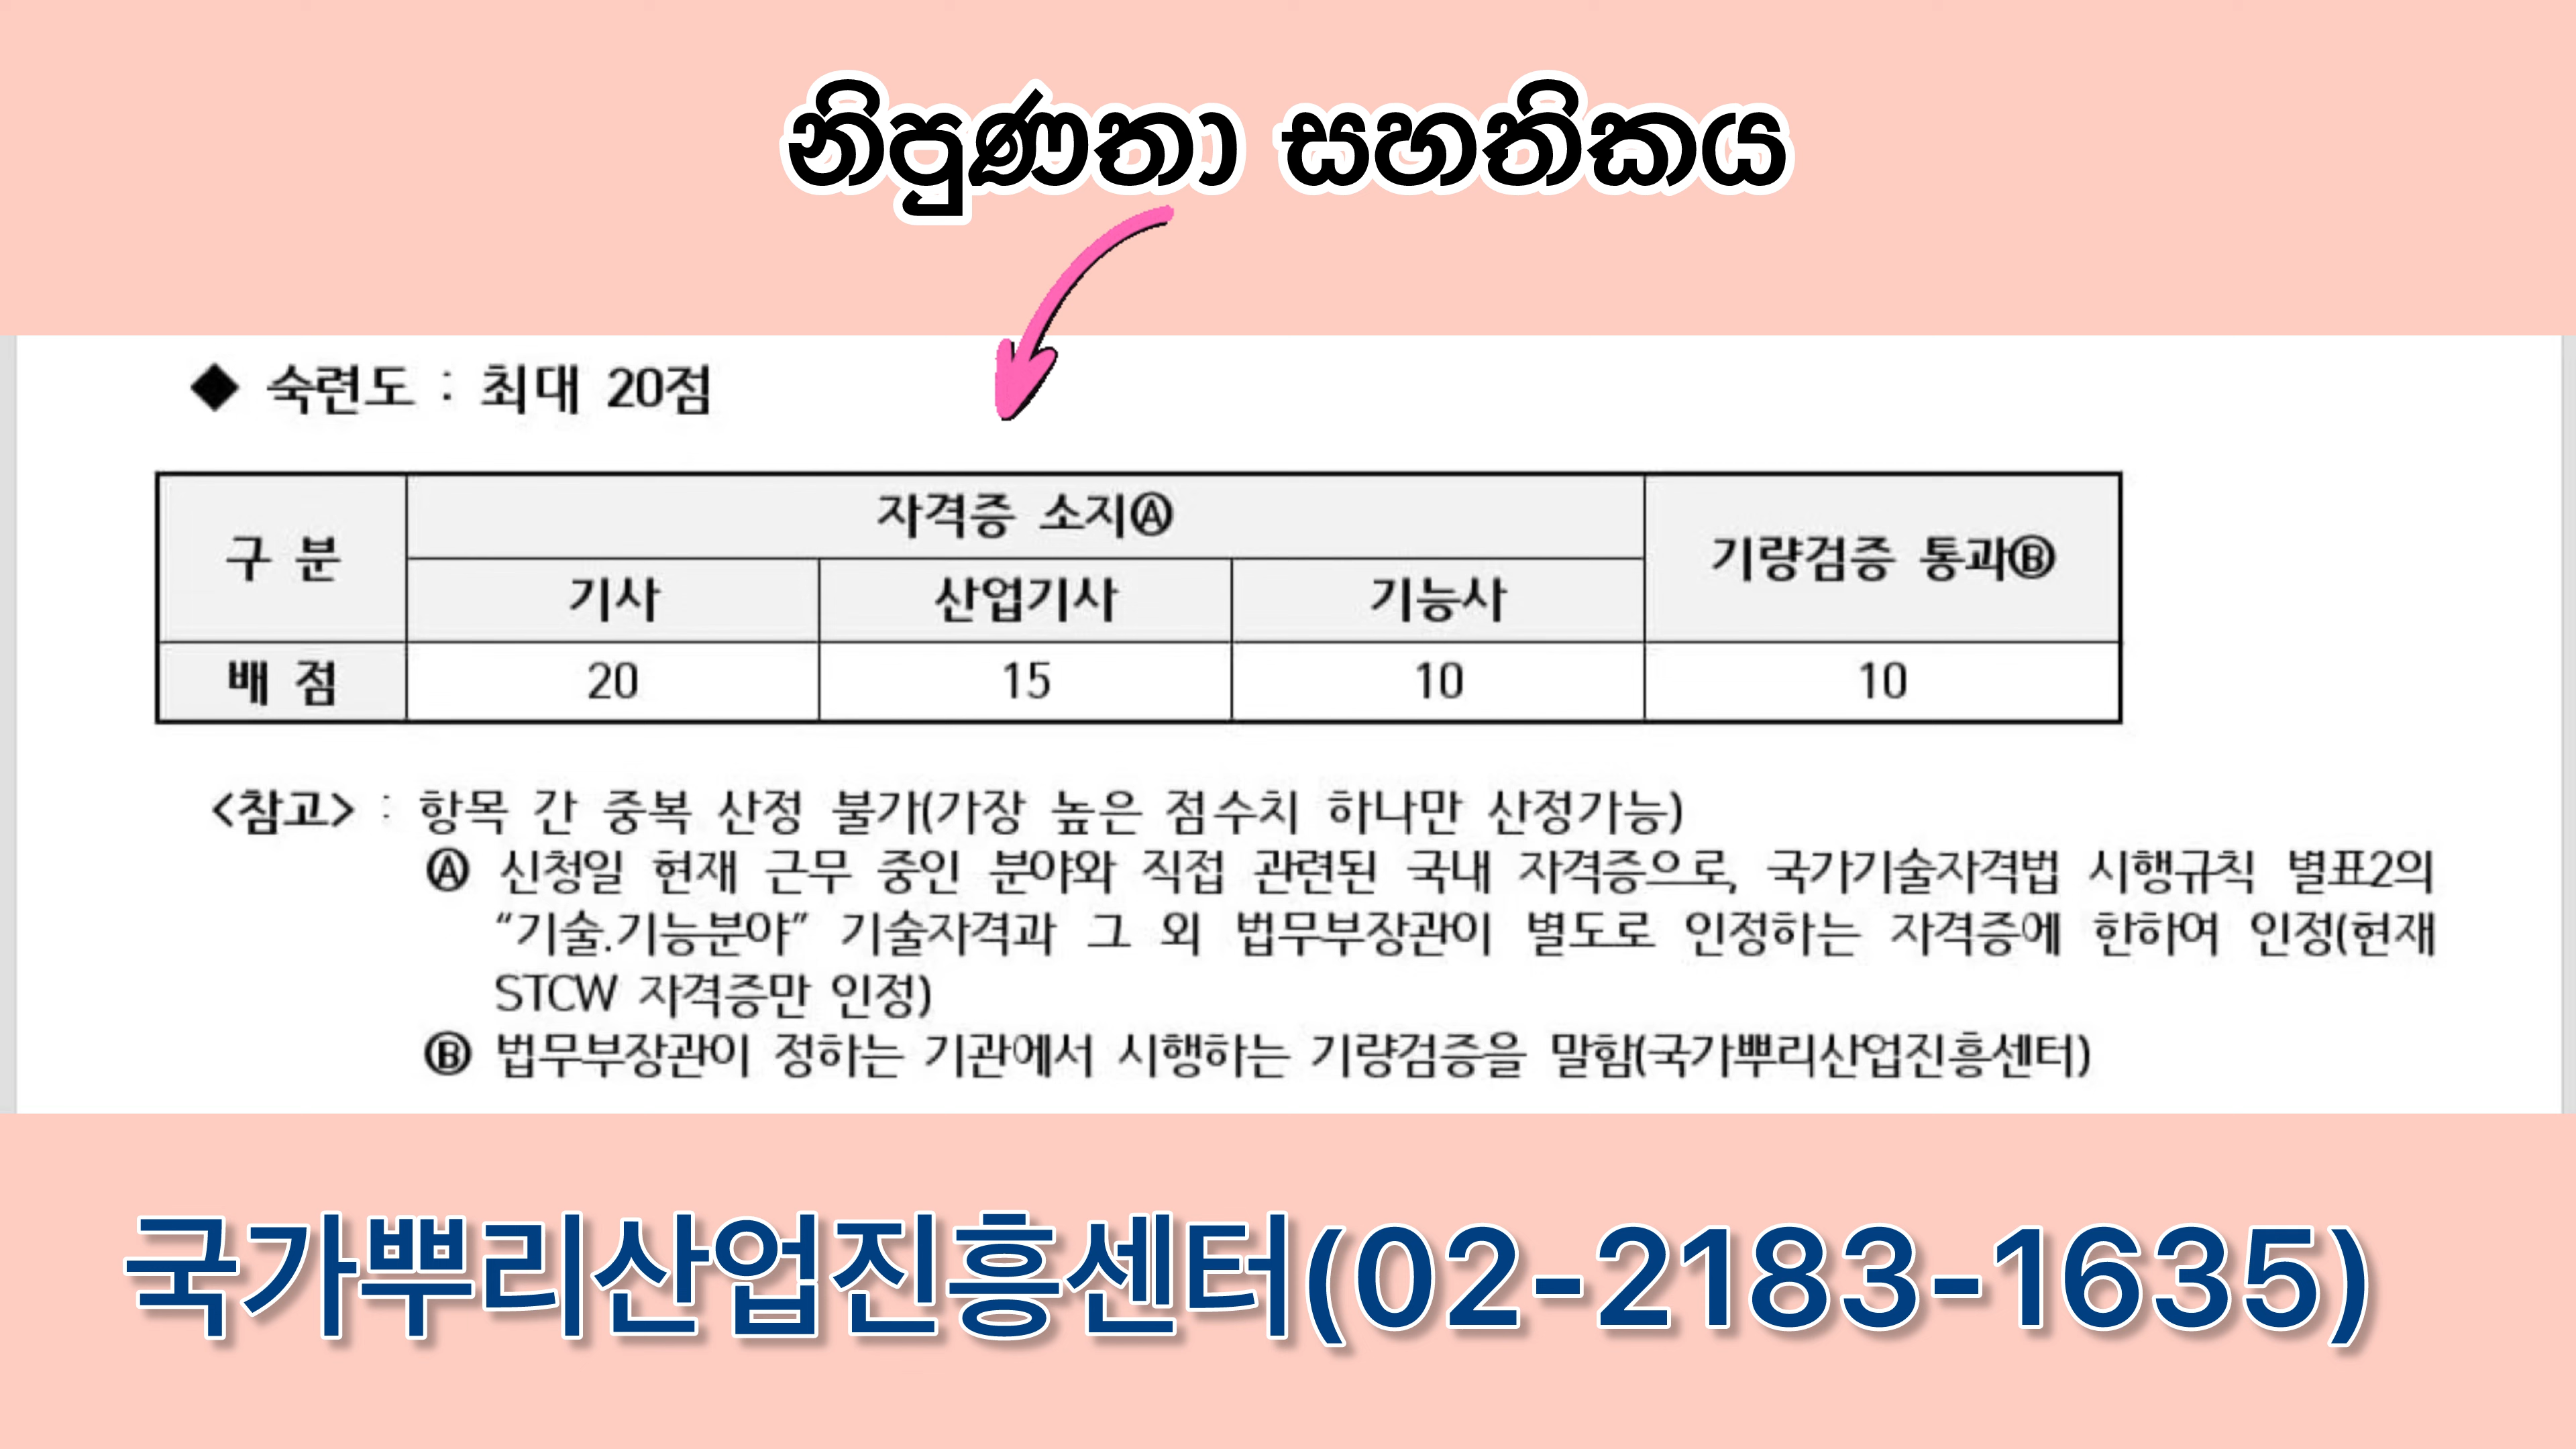 නිපුණතා සහතිකය
◆ 숙련도 : 최대 20점
구 분
자격증 소지Ⓐ
기량검증 통과Ⓑ
기사 산업기사 기능사
배 점 20 15 10 10
<참고> : 항목 간 중복 산정 불가(가장 높은 점수치 하나만 산정가능)
Ⓐ 신청일 현재 근무 중인 분야와 직접 관련된 국내 자격증으로, 국가기술자격법 시행규칙 별표2의
“기술.기능분야” 기술자격과 그 외 법무부장관이 별도로 인정하는 자격증에 한하여 인정(현재
STCW 자격증만 인정)
Ⓑ 법무부장관이 정하는 기관에서 시행하는 기량검증을 말함(국가뿌리산업진흥센터)
국가뿌리산업진흥센터(02-2183-1635)